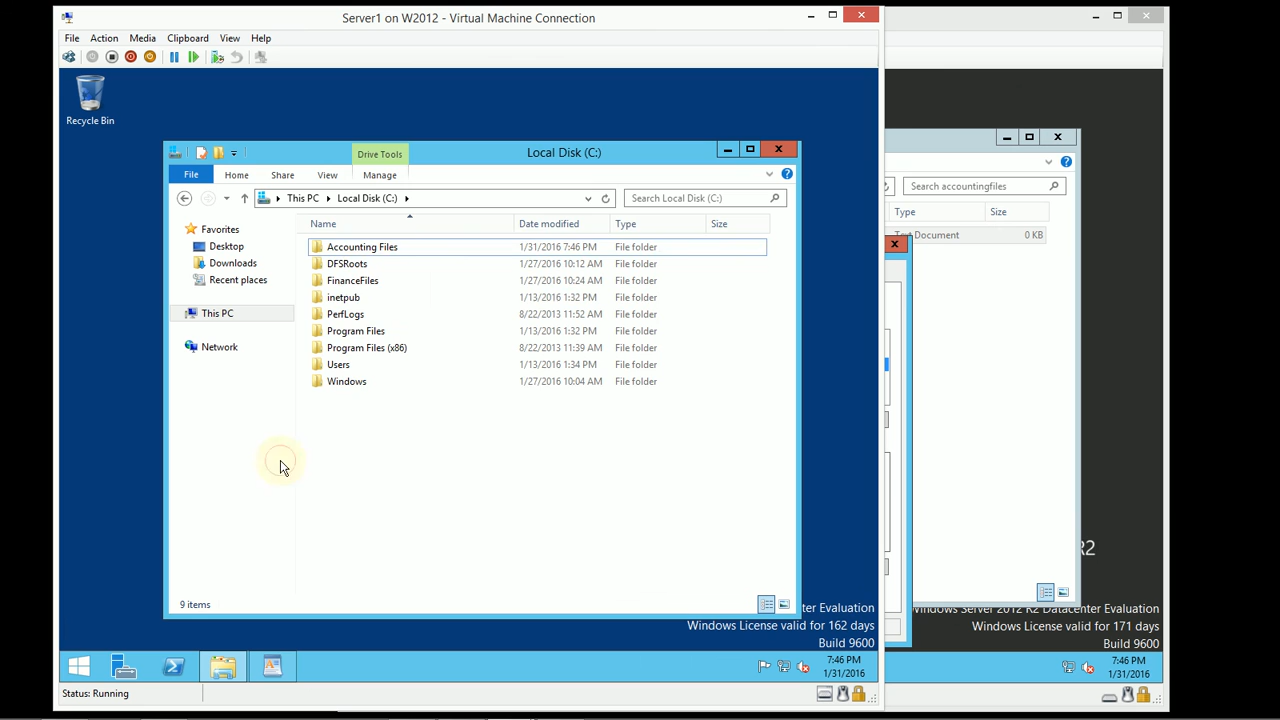 Server1 on W2012 - Virtual Machine Connection
File Action Media Clipboard View Help
Recycle Bin
Drive Tools
Local Disk (C:)
File Home Share View Manage
This PC Local Disk (C:)
Search Local Disk (C:)
Search accountingfiles
Name Date modified Type Size
Type Size
Favorites
Desktop
Downloads
Recent places
This PC
Network
Accounting Files 1/31/2016 7:46 PM File folder
DFSRoots 1/27/2016 10:12 AM File folder
FinanceFiles 1/27/2016 10:24 AM File folder
inetpub 1/13/2016 1:32 PM File folder
PerfLogs 8/22/2013 11:52 AM File folder
Program Files 1/13/2016 1:32 PM File folder
Program Files (x86) 8/22/2013 11:39 AM File folder
Users 1/13/2016 1:34 PM File folder
Windows 1/27/2016 10:04 AM File folder
Document 0 KB
9 items
R2
ter Evaluation
Windows License valid for 162 days
Build 9600
Windows Server 2012 R2 Datacenter Evaluation
Windows License valid for 171 days
Build 9600
7:46 PM
1/31/2016
7:46 PM
1/31/2016
Status: Running